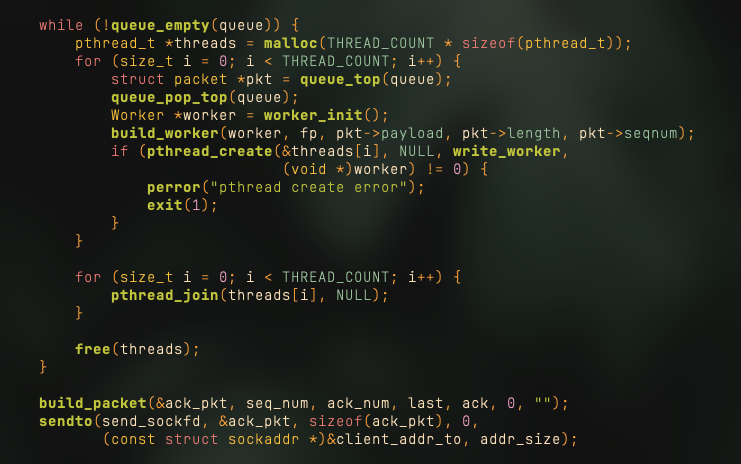 while (!queue_empty(queue)) {
    pthread_t *threads = malloc(THREAD_COUNT * sizeof(pthread_t));
    for (size_t i = 0; i < THREAD_COUNT; i++) {
        struct packet *pkt = queue_top(queue);
        queue_pop_top(queue);
        Worker *worker = worker_init();
        build_worker(worker, fp, pkt->payload, pkt->length, pkt->seqnum);
        if (pthread_create(&threads[i], NULL, write_worker,
                           (void *)worker) != 0) {
            perror("pthread create error");
            exit(1);
        }
    }

    for (size_t i = 0; i < THREAD_COUNT; i++) {
        pthread_join(threads[i], NULL);
    }

    free(threads);
}

build_packet(&ack_pkt, seq_num, ack_num, last, ack, 0, "");
sendto(send_sockfd, &ack_pkt, sizeof(ack_pkt), 0,
       (const struct sockaddr *)&client_addr_to, addr_size);